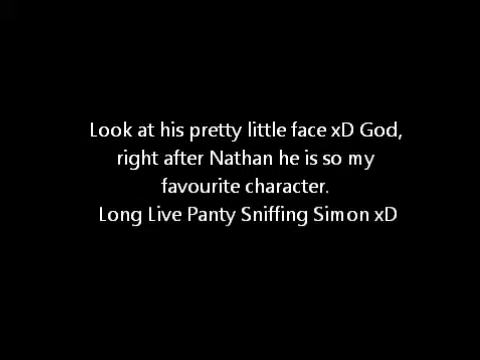 Look at his pretty little face xD God,
right after Nathan he is so my
favourite character.
Long Live Panty Sniffing Simon xD